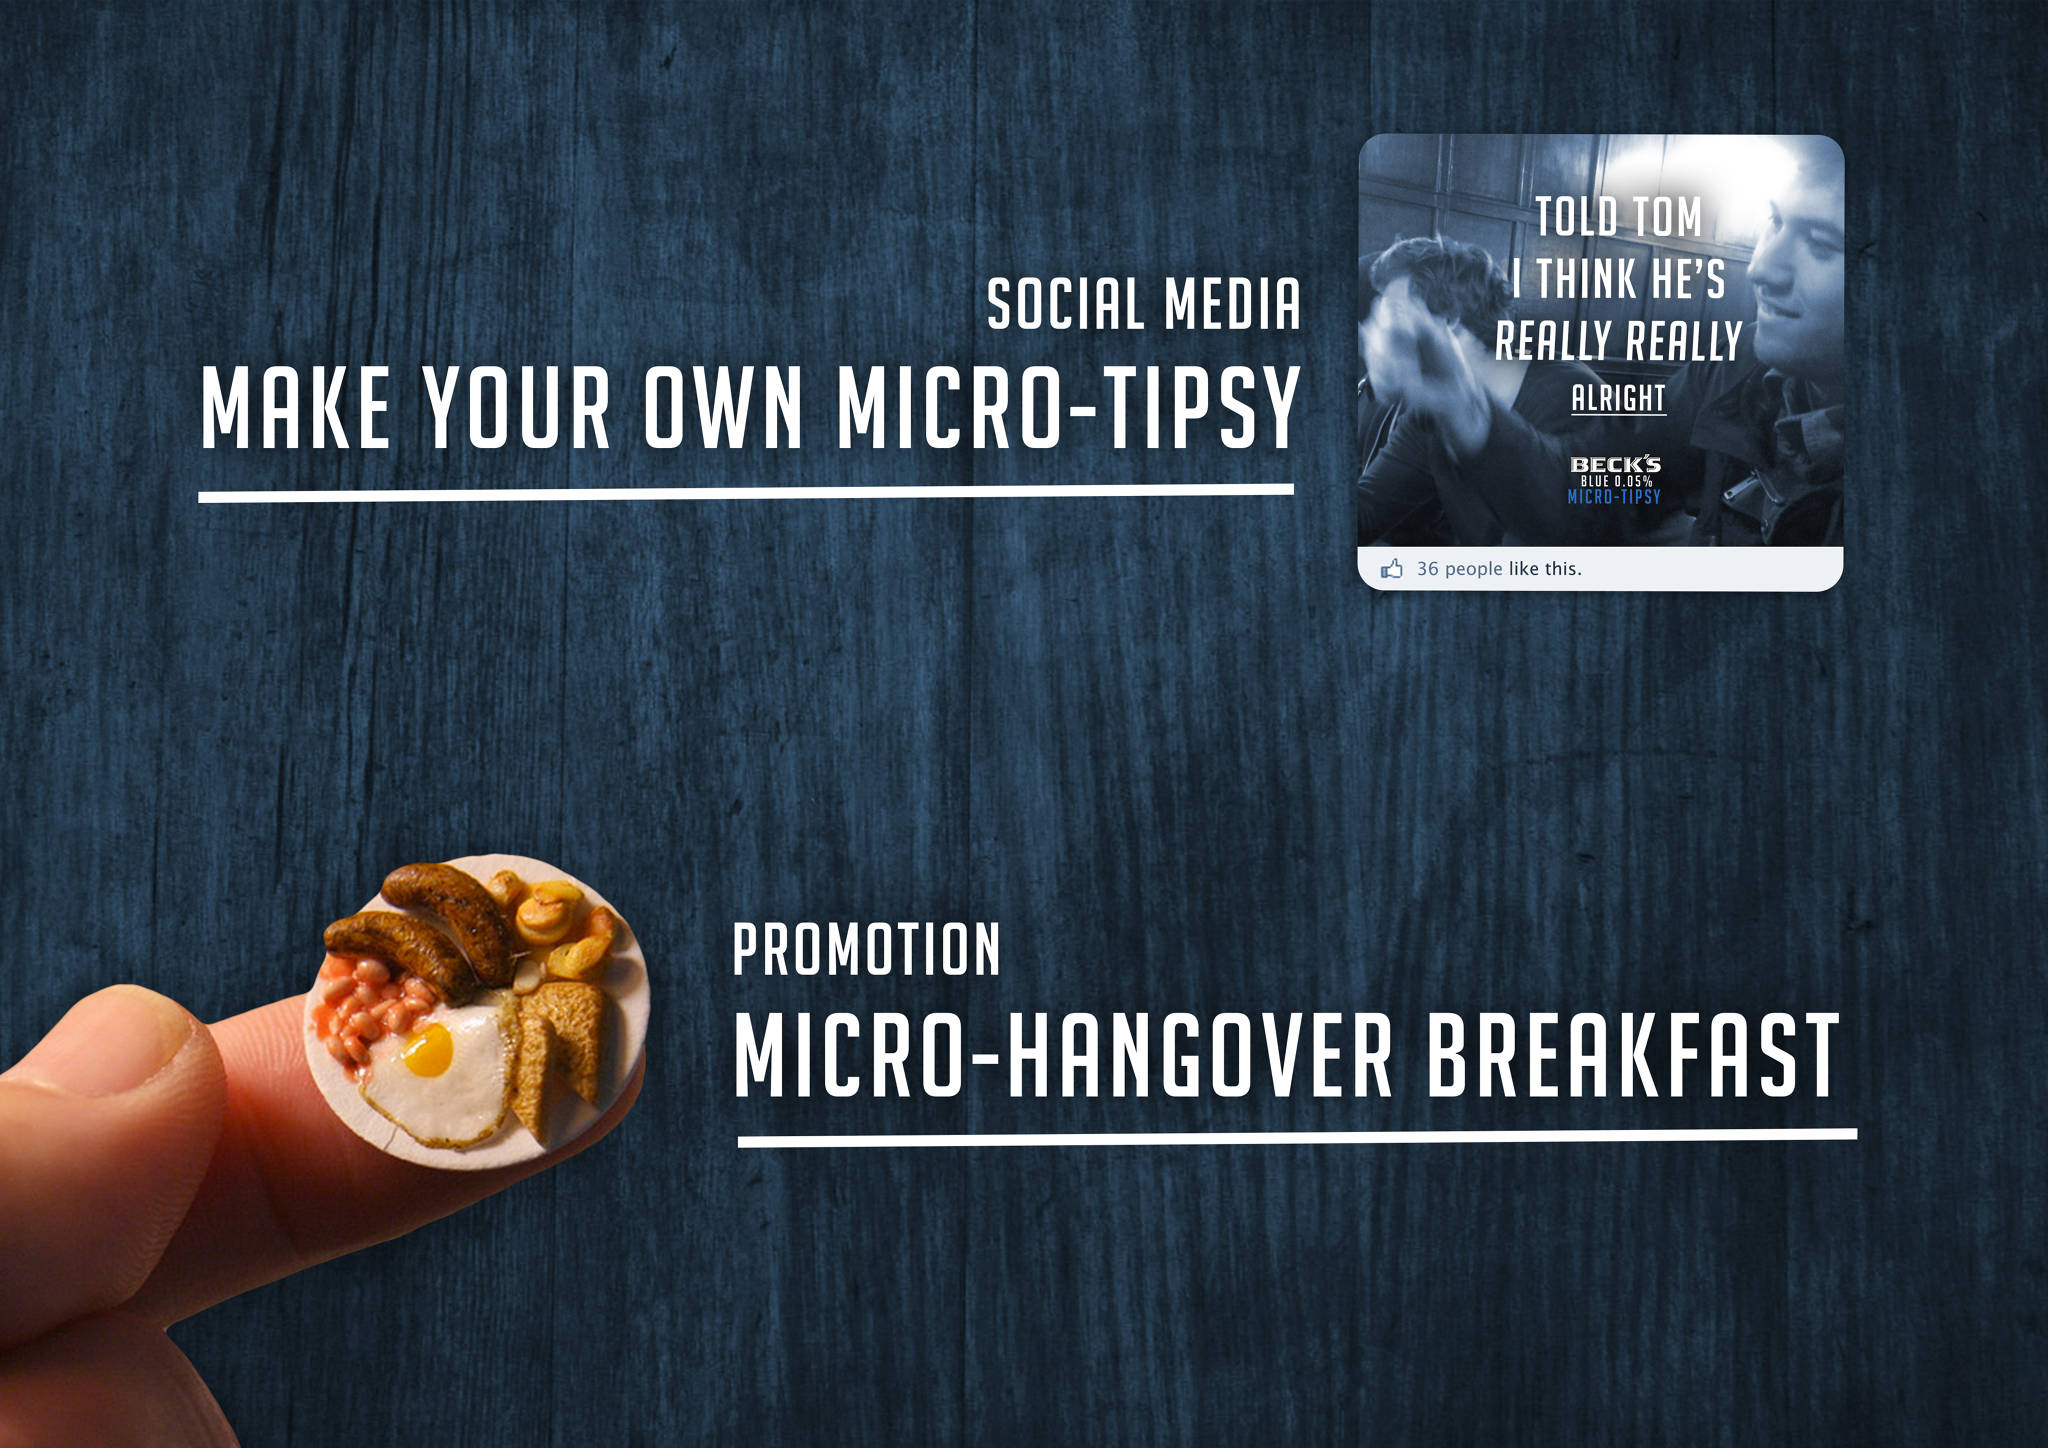 SOCIAL MEDIA
MAKE YOUR OWN MICRO-TIPSY
TOLD TOM
I THINK HE'S
REALLY REALLY
ALRIGHT
BECK'S
BLUE 0.05%
MICRO-TIPSY
36 people like this.
PROMOTION
MICRO-HANGOVER BREAKFAST